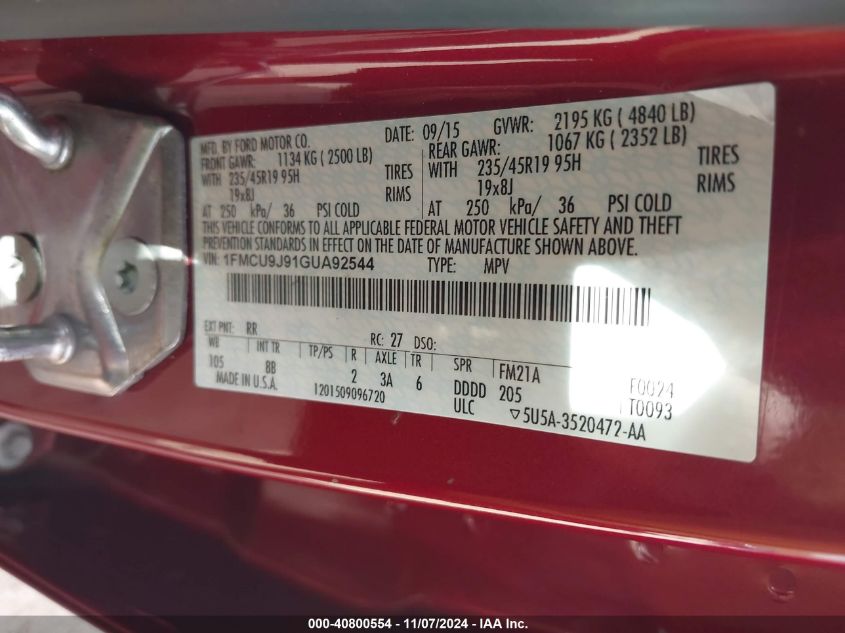 MFD. BY FORD MOTOR CO. DATE: 09/15 GVWR: 2195 KG ( 4840 LB)
FRONT GAWR: 1134 KG ( 2500 LB) REAR GAWR: 1067 KG ( 2352 LB)
WITH 235/45R19 95H TIRES WITH 235/45R19 95H TIRES
19x8J RIMS 19x8J RIMS
AT 250 kPa/ 36 PSI COLD AT 250 kPa/ 36 PSI COLD
THIS VEHICLE CONFORMS TO ALL APPLICABLE FEDERAL MOTOR VEHICLE SAFETY AND THEFT
PREVENTION STANDARDS IN EFFECT ON THE DATE OF MANUFACTURE SHOWN ABOVE.
VIN: 1FMCU9J91GUA92544 TYPE: MPV
EXT PNT: RR RC: 27 DSO:
WB INT TR TP/PS R AXLE TR SPR FM21A F0024
105 BB 2 3A 6 DDDD 205 T0093
MADE IN U.S.A. 1201509096720 ULC 5U5A-3520472-AA
000-40800554 - 11/07/2024 - IAA Inc.